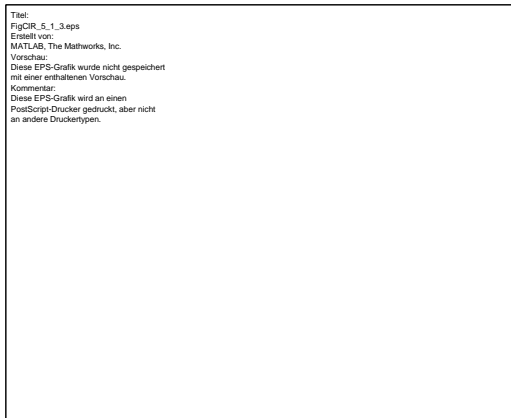 Titel:
FigCIR_5_1_3.eps
Erstellt von:
MATLAB, The Mathworks, Inc.
Vorschau:
Diese EPS-Grafik wurde nicht gespeichert
mit einer enthaltenen Vorschau.
Kommentar:
Diese EPS-Grafik wird an einen
PostScript-Drucker gedruckt, aber nicht
an andere Druckertypen.